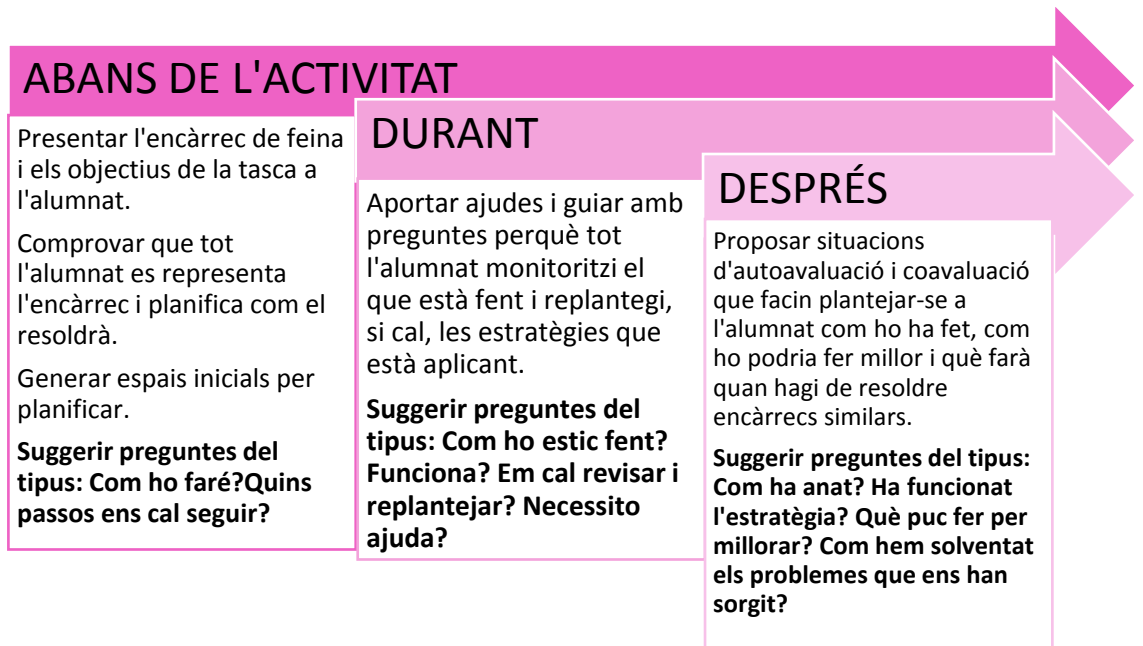 ABANS DE L'ACTIVITAT
Presentar l'encàrrec de feina
i els objectius de la tasca a
l'alumnat.
Comprovar que tot
l'alumnat es representa
l'encàrrec i planifica com el
resoldrà.
Generar espais inicials per
planificar.
Suggerir preguntes del
tipus: Com ho faré?Quins
passos ens cal seguir?
DURANT
Aportar ajudes i guiar amb
preguntes perquè tot
l'alumnat monitoritzi el
que està fent i replantegi,
si cal, les estratègies que
està aplicant.
Suggerir preguntes del
tipus: Com ho estic fent?
Funciona? Em cal revisar i
replantejar? Necessito
ajuda?
DESPRÉS
Proposar situacions
d'autoavaluació i coavaluació
que facin plantejar-se a
l'alumnat com ho ha fet, com
ho podria fer millor i què farà
quan hagi de resoldre
encàrrecs similars.
Suggerir preguntes del tipus:
Com ha anat? Ha funcionat
l'estratègia? Què puc fer per
millorar? Com hem solventat
els problemes que ens han
sorgit?